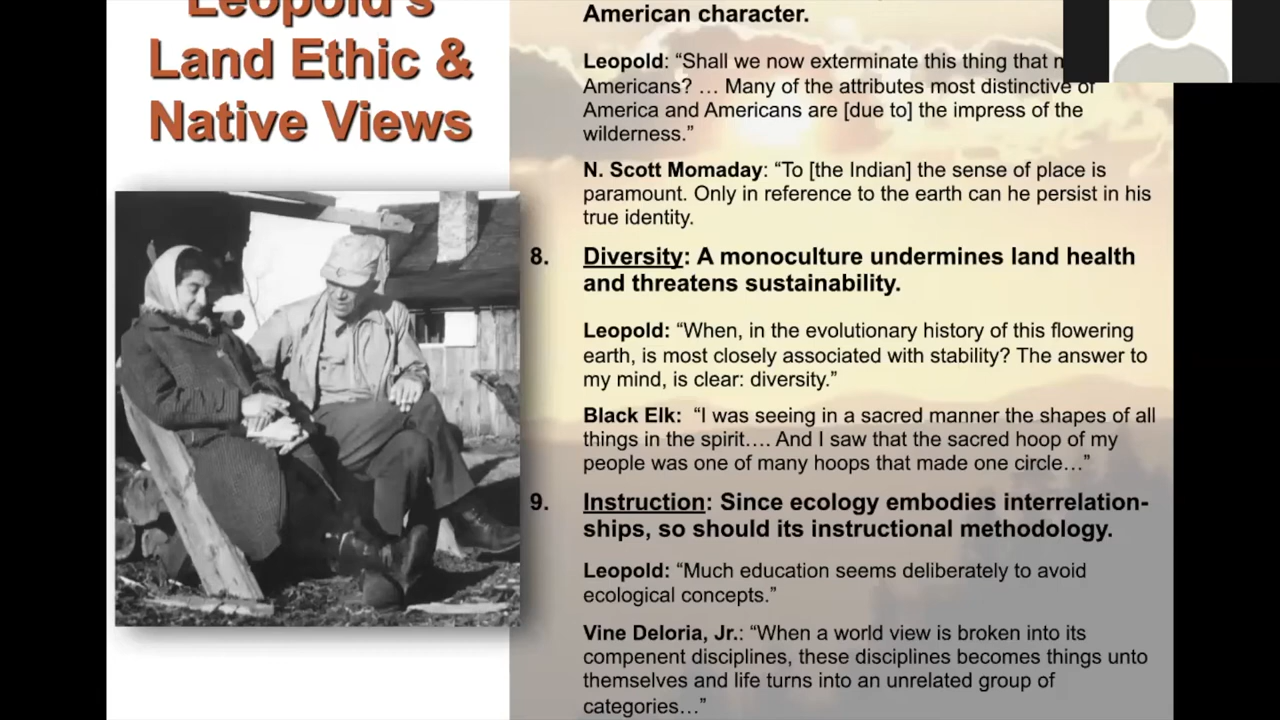 Leopold's
Land Ethic &
Native Views
American character.
Leopold: “Shall we now exterminate this thing that
Americans? … Many of the attributes most distinctive of
America and Americans are [due to] the impress of the
wilderness.”
N. Scott Momaday: “To [the Indian] the sense of place is
paramount. Only in reference to the earth can he persist in his
true identity.
8. Diversity: A monoculture undermines land health
and threatens sustainability.
Leopold: “When, in the evolutionary history of this flowering
earth, is most closely associated with stability? The answer to
my mind, is clear: diversity.”
Black Elk: “I was seeing in a sacred manner the shapes of all
things in the spirit…. And I saw that the sacred hoop of my
people was one of many hoops that made one circle…”
9. Instruction: Since ecology embodies interrelation-
ships, so should its instructional methodology.
Leopold: “Much education seems deliberately to avoid
ecological concepts.”
Vine Deloria, Jr.: “When a world view is broken into its
compenent disciplines, these disciplines becomes things unto
themselves and life turns into an unrelated group of
categories…”